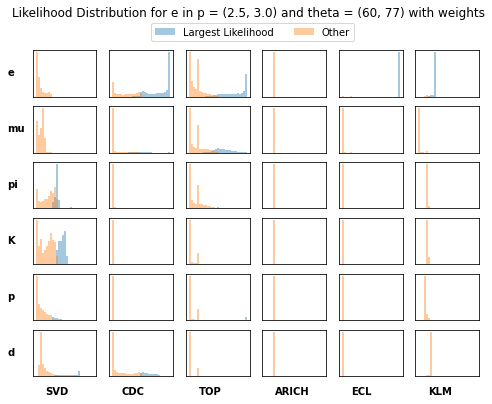 Likelihood Distribution for e in p = (2.5, 3.0) and theta = (60, 77) with weights
Largest Likelihood Other
e
mu
pi
K
p
d
SVD CDC TOP ARICH ECL KLM